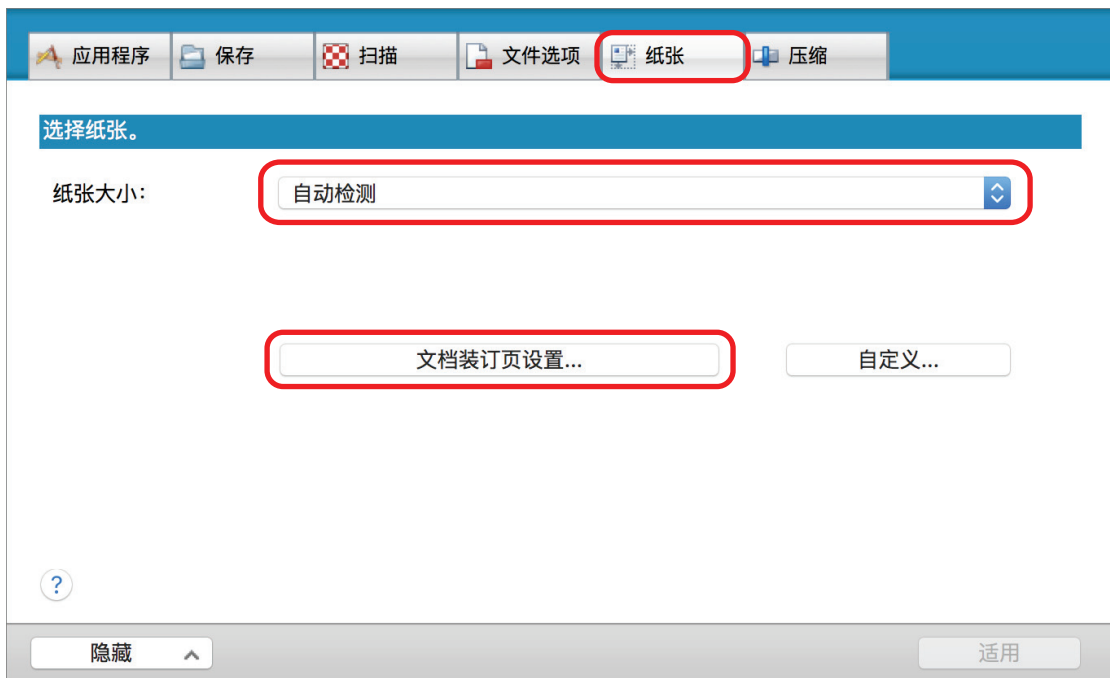 应用程序 保存 扫描 文件选项 纸张 压缩
选择纸张。
纸张大小： 自动检测
文档装订页设置... 自定义...
?
隐藏 适用